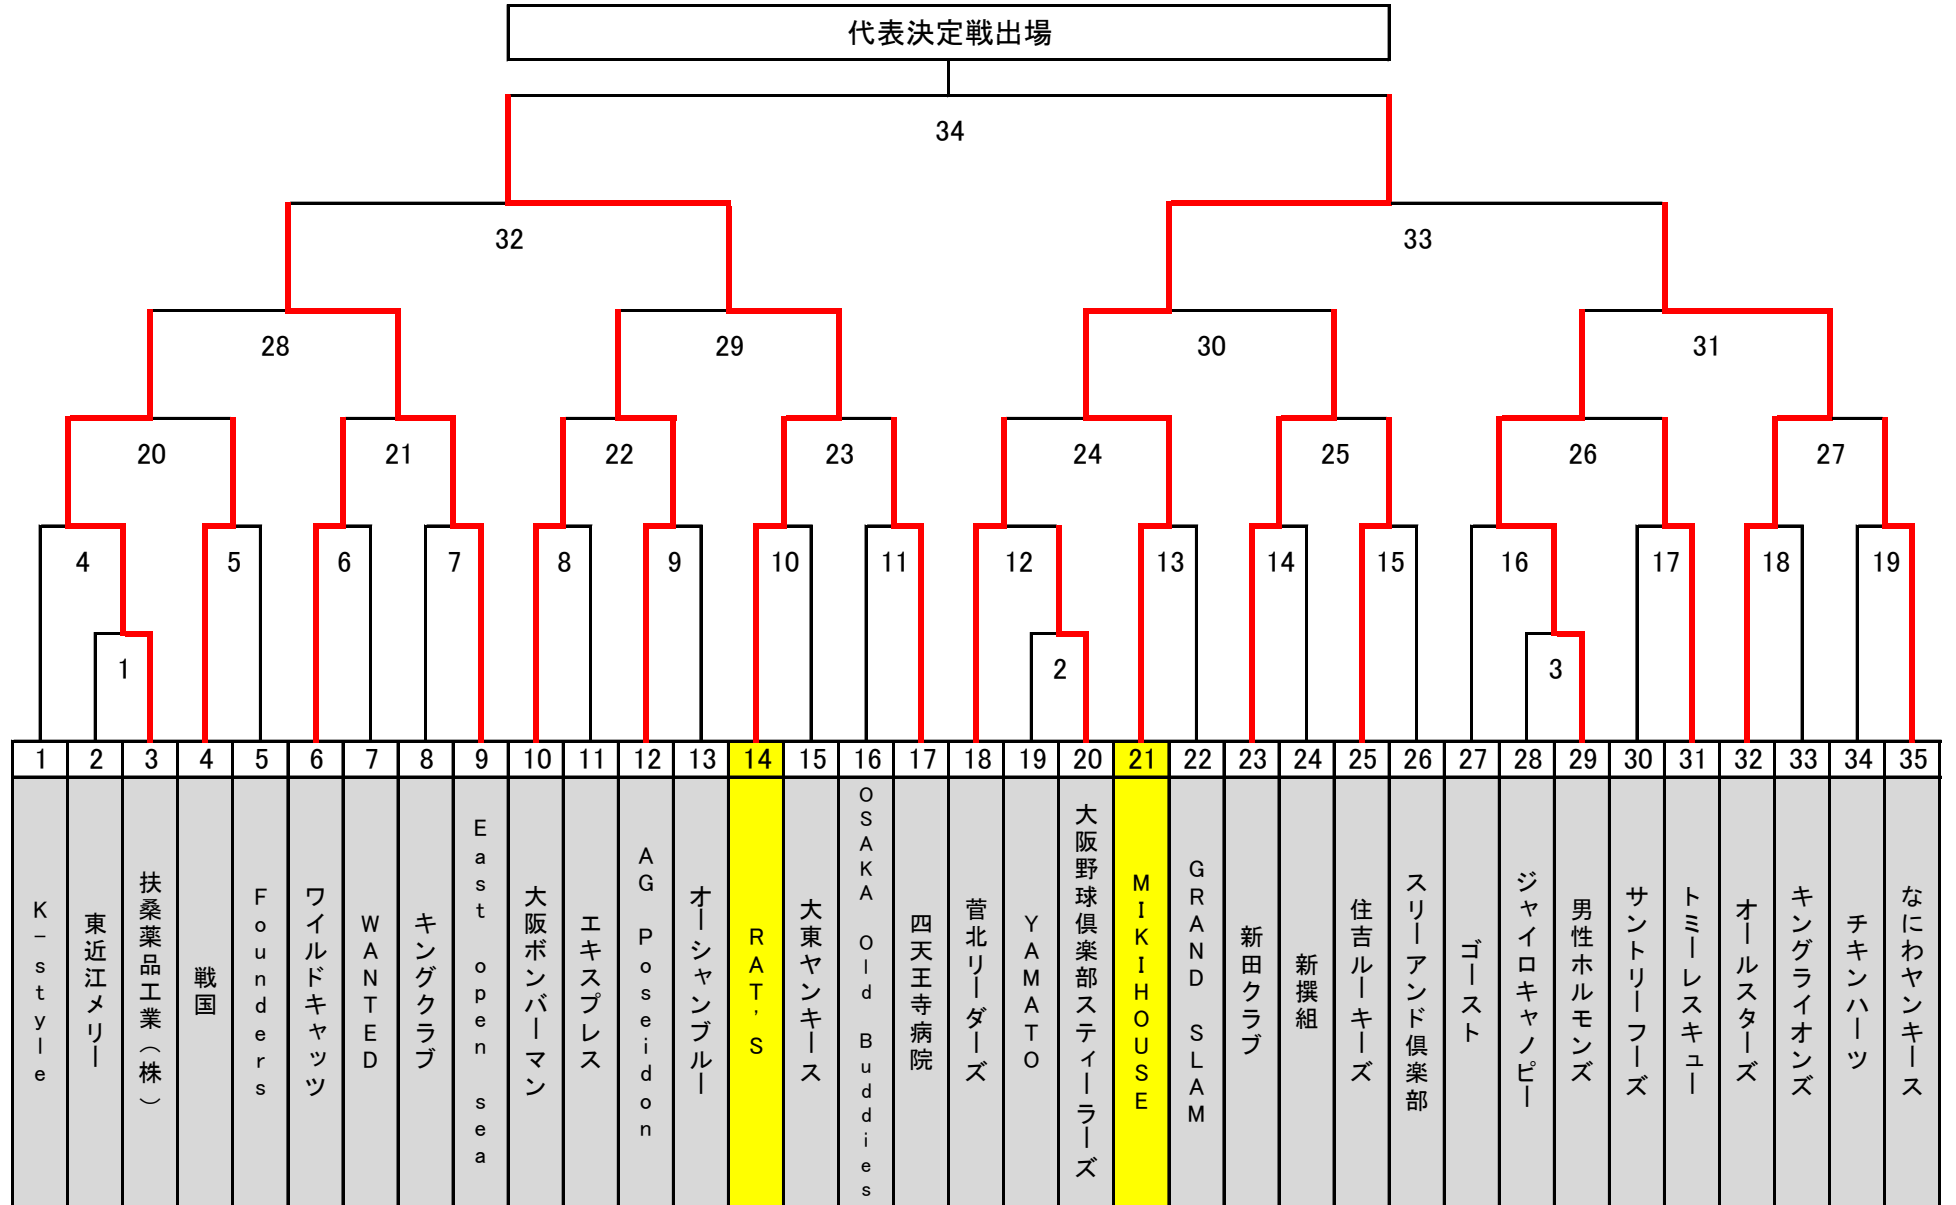 代表決定戦出場
34
32
33
28
29
30
31
20
21
22
23
24
25
26
27
4
5
6
7
8
9
10
11
12
13
14
15
16
17
18
19
1
2
3
1
2
3
4
5
6
7
8
9
10
11
12
13
14
15
16
17
18
19
20
21
22
23
24
25
26
27
28
29
30
31
32
33
34
35
K-style
東近江メリー
扶桑薬品工業(株)
戦国
Founders
ワイルドキャッツ
WANTED
キングクラブ
East open sea
大阪ボンバーマン
エキスプレス
AG Poseidon
オーシャンブルー
RAT'S
大東ヤンキース
OSAKA Old Buddies
四天王寺病院
菅北リーダーズ
YAMATO
大阪野球倶楽部スティーラーズ
MIKIHOUSE
GRAND SLAM
新田クラブ
新撰組
住吉ルーキーズ
スリーアンド倶楽部
ゴースト
ジャイロキャノピー
男性ホルモンズ
サントリーフーズ
トミーレスキュー
オールスターズ
キングライオンズ
チキンハーツ
なにわヤンキース